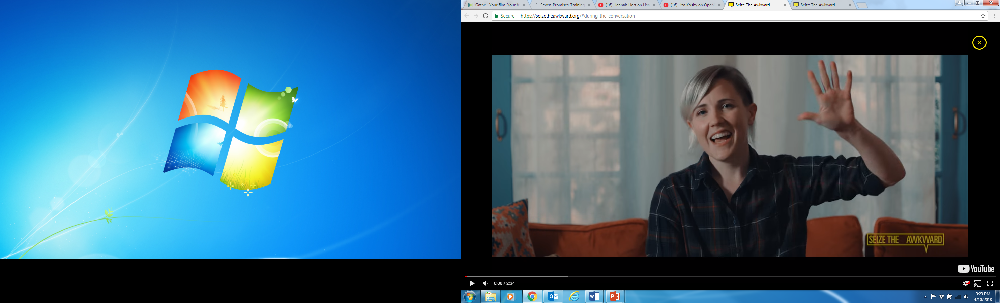 Gathr - Your film. Your fr
Seven-Promises-Training
(16) Hannah Hart on List
(16) Liza Koshy on Openi
Seize The Awkward
Seize The Awkward
Secure
https://seizetheawkward.org/#during-the-conversation
SEIZE THE AWKWARD
YouTube
0:00 / 2:34
HD
3:23 PM
4/10/2018